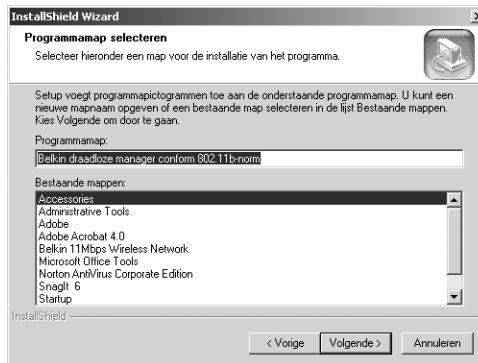 InstallShield Wizard
Programmamap selecteren
Selecteer hieronder een map voor de installatie van het programma.
Setup voegt programmapictogrammen toe aan de onderstaande programmamap. U kunt een
nieuwe mapnaam opgeven of een bestaande map selecteren in de lijst Bestaande mappen.
Kies Volgende om door te gaan.
Programmamap:
Belkin draadloze manager conform 802.11b-norm
Bestaande mappen:
Accessories
Administrative Tools
Adobe
Adobe Acrobat 4.0
Belkin 11Mbps Wireless Network
Microsoft Office Tools
Norton AntiVirus Corporate Edition
SnagIt 6
Startup
InstallShield
< Vorige
Volgende >
Annuleren